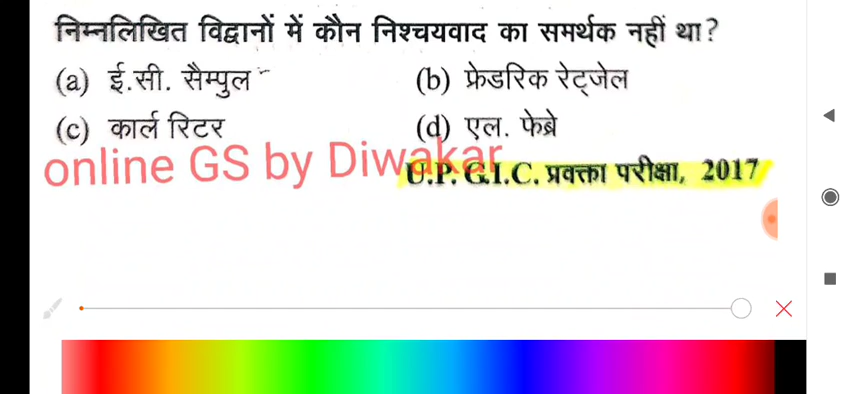 निम्नलिखित विद्वानों में कौन निश्चयवाद का समर्थक नहीं था?
(a) ई.सी. सैम्पुल
(b) फ्रेडरिक रेट्जेल
(c) कार्ल रिटर
(d) एल. फेब्रे
online GS by Diwakar
U.P. G.I.C. प्रवक्ता परीक्षा, 2017